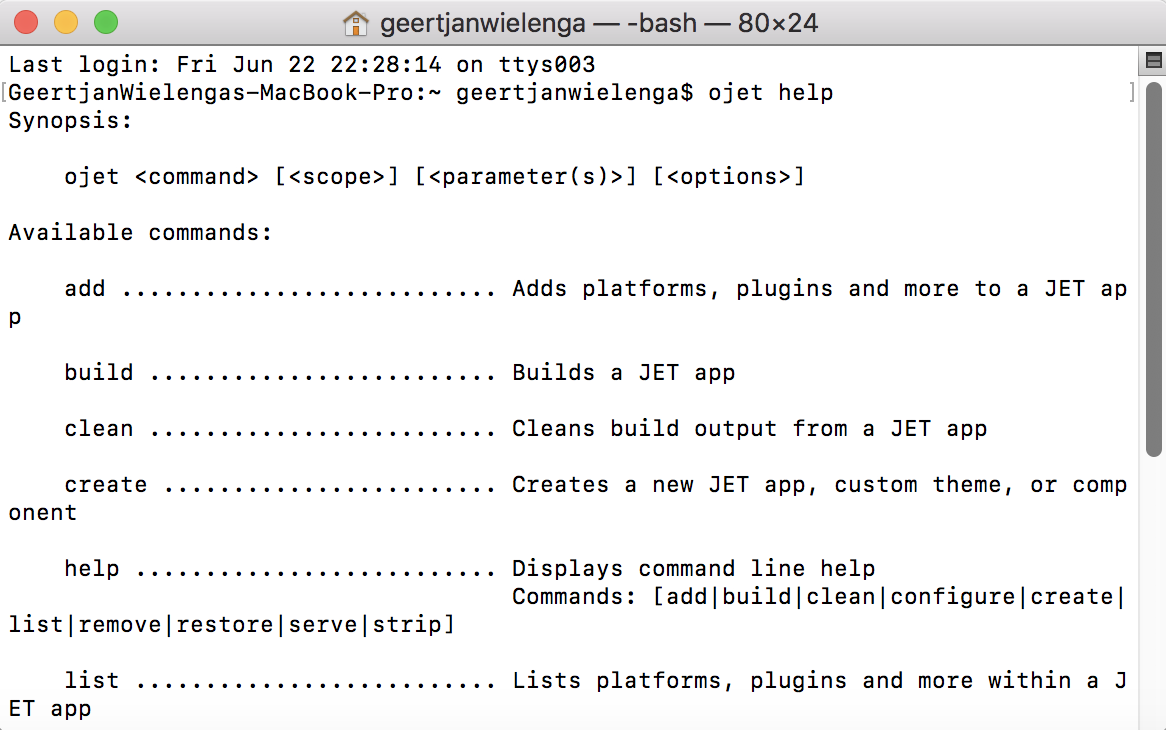 geertjanwielenga — -bash — 80×24
Last login: Fri Jun 22 22:28:14 on ttys003
[GeertjanWielengas-MacBook-Pro:~ geertjanwielenga$ ojet help ]
Synopsis:
ojet <command> [<scope>] [<parameter(s)>] [<options>]
Available commands:
add ........................... Adds platforms, plugins and more to a JET ap
p
build ......................... Builds a JET app
clean ......................... Cleans build output from a JET app
create ........................ Creates a new JET app, custom theme, or comp
onent
help .......................... Displays command line help
Commands: [add|build|clean|configure|create|
list|remove|restore|serve|strip]
list .......................... Lists platforms, plugins and more within a J
ET app